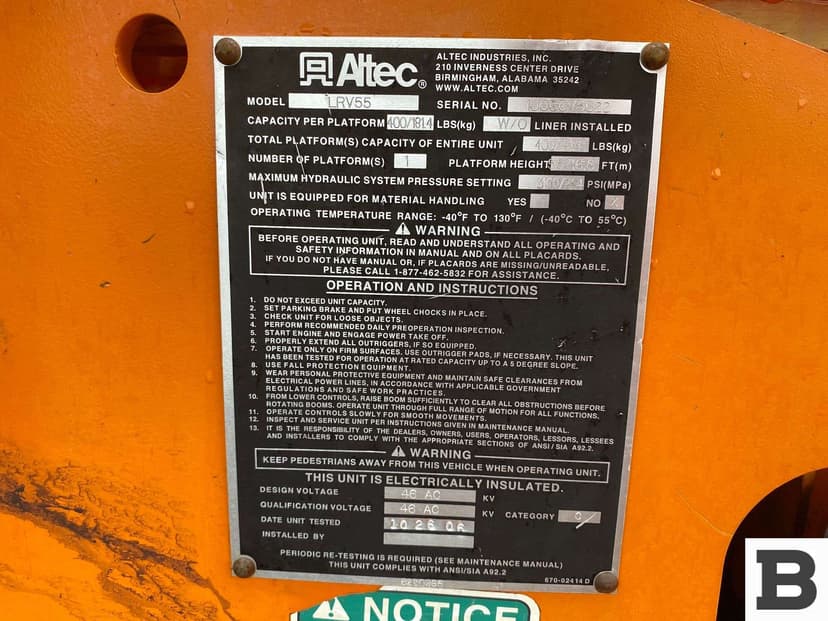 Altec®
ALTEC INDUSTRIES, INC.
210 INVERNESS CENTER DRIVE
BIRMINGHAM, ALABAMA 35242
WWW.ALTEC.COM
MODEL LRV55 SERIAL NO.
CAPACITY PER PLATFORM 400/181.4 LBS(kg) W/O LINER INSTALLED
TOTAL PLATFORM(S) CAPACITY OF ENTIRE UNIT LBS(kg)
NUMBER OF PLATFORM(S) 1 PLATFORM HEIGHT FT(m)
MAXIMUM HYDRAULIC SYSTEM PRESSURE SETTING PSI(MPa)
UNIT IS EQUIPPED FOR MATERIAL HANDLING YES NO X
OPERATING TEMPERATURE RANGE: -40°F TO 130°F / (-40°C TO 55°C)
WARNING
BEFORE OPERATING UNIT, READ AND UNDERSTAND ALL OPERATING AND
SAFETY INFORMATION IN MANUAL AND ON ALL PLACARDS.
IF YOU DO NOT HAVE MANUAL OR, IF PLACARDS ARE MISSING/UNREADABLE,
PLEASE CALL 1-877-462-5832 FOR ASSISTANCE.
OPERATION AND INSTRUCTIONS
1. DO NOT EXCEED UNIT CAPACITY.
2. SET PARKING BRAKE AND PUT WHEEL CHOCKS IN PLACE.
3. CHECK UNIT FOR LOOSE OBJECTS.
4. PERFORM RECOMMENDED DAILY PREOPERATION INSPECTION.
5. START ENGINE AND ENGAGE POWER TAKE OFF.
6. PROPERLY EXTEND ALL OUTRIGGERS, IF SO EQUIPPED.
7. OPERATE ONLY ON FIRM SURFACES. USE OUTRIGGER PADS, IF NECESSARY. THIS UNIT
HAS BEEN TESTED FOR OPERATION AT RATED CAPACITY UP TO A 5 DEGREE SLOPE.
8. USE FALL PROTECTION EQUIPMENT.
9. WEAR PERSONAL PROTECTIVE EQUIPMENT AND MAINTAIN SAFE CLEARANCES FROM
ELECTRICAL POWER LINES, IN ACCORDANCE WITH APPLICABLE GOVERNMENT
REGULATIONS AND SAFE WORK PRACTICES.
10. FROM LOWER CONTROLS, RAISE BOOM SUFFICIENTLY TO CLEAR ALL OBSTRUCTIONS BEFORE
ROTATING BOOMS. OPERATE UNIT THROUGH FULL RANGE OF MOTION FOR ALL FUNCTIONS.
11. OPERATE CONTROLS SLOWLY FOR SMOOTH MOVEMENTS.
12. INSPECT AND SERVICE UNIT PER INSTRUCTIONS GIVEN IN MAINTENANCE MANUAL.
13. IT IS THE RESPONSIBILITY OF THE DEALERS, OWNERS, USERS, OPERATORS, LESSORS, LESSEES
AND INSTALLERS TO COMPLY WITH THE APPROPRIATE SECTIONS OF ANSI / SIA A92.2.
WARNING
KEEP PEDESTRIANS AWAY FROM THIS VEHICLE WHEN OPERATING UNIT.
THIS UNIT IS ELECTRICALLY INSULATED.
DESIGN VOLTAGE 46 AC KV
QUALIFICATION VOLTAGE 46 AC KV CATEGORY C
DATE UNIT TESTED 10 26 06
INSTALLED BY
PERIODIC RE-TESTING IS REQUIRED (SEE MAINTENANCE MANUAL)
THIS UNIT COMPLIES WITH ANSI/SIA A92.2
670-02414 D
NOTICE
B